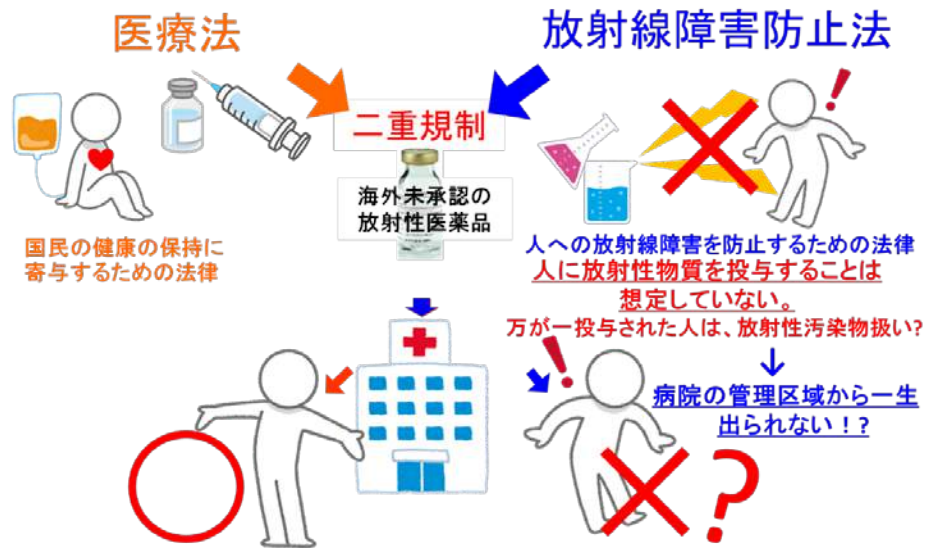 医療法
放射線障害防止法
二重規制
海外未承認の
放射性医薬品
国民の健康の保持に
寄与するための法律
人への放射線障害を防止するための法律
人に放射性物質を投与することは
想定していない。
万が一投与された人は、放射性汚染物扱い?
↓
病院の管理区域から一生
出られない!?
?